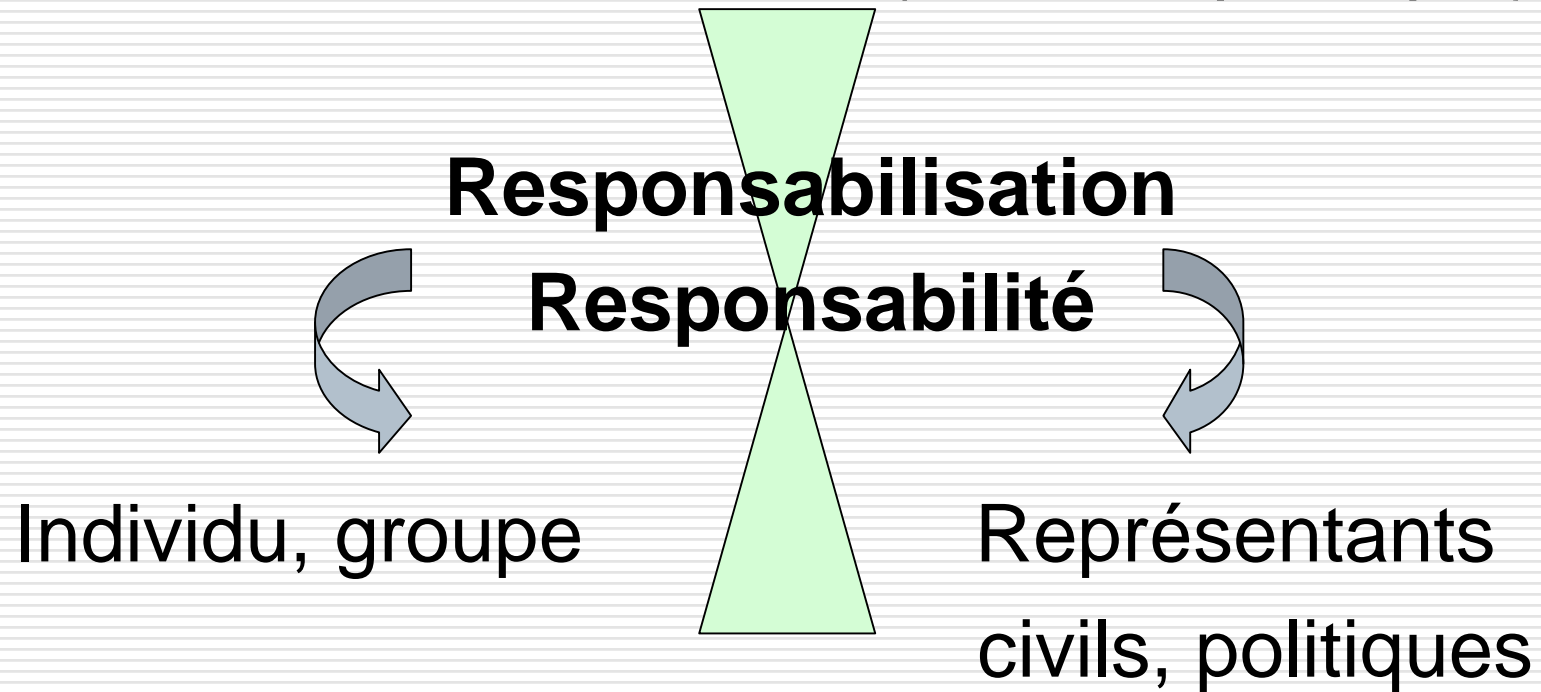 Responsabilisation
Responsabilité
Individu, groupe
Représentants
civils, politiques